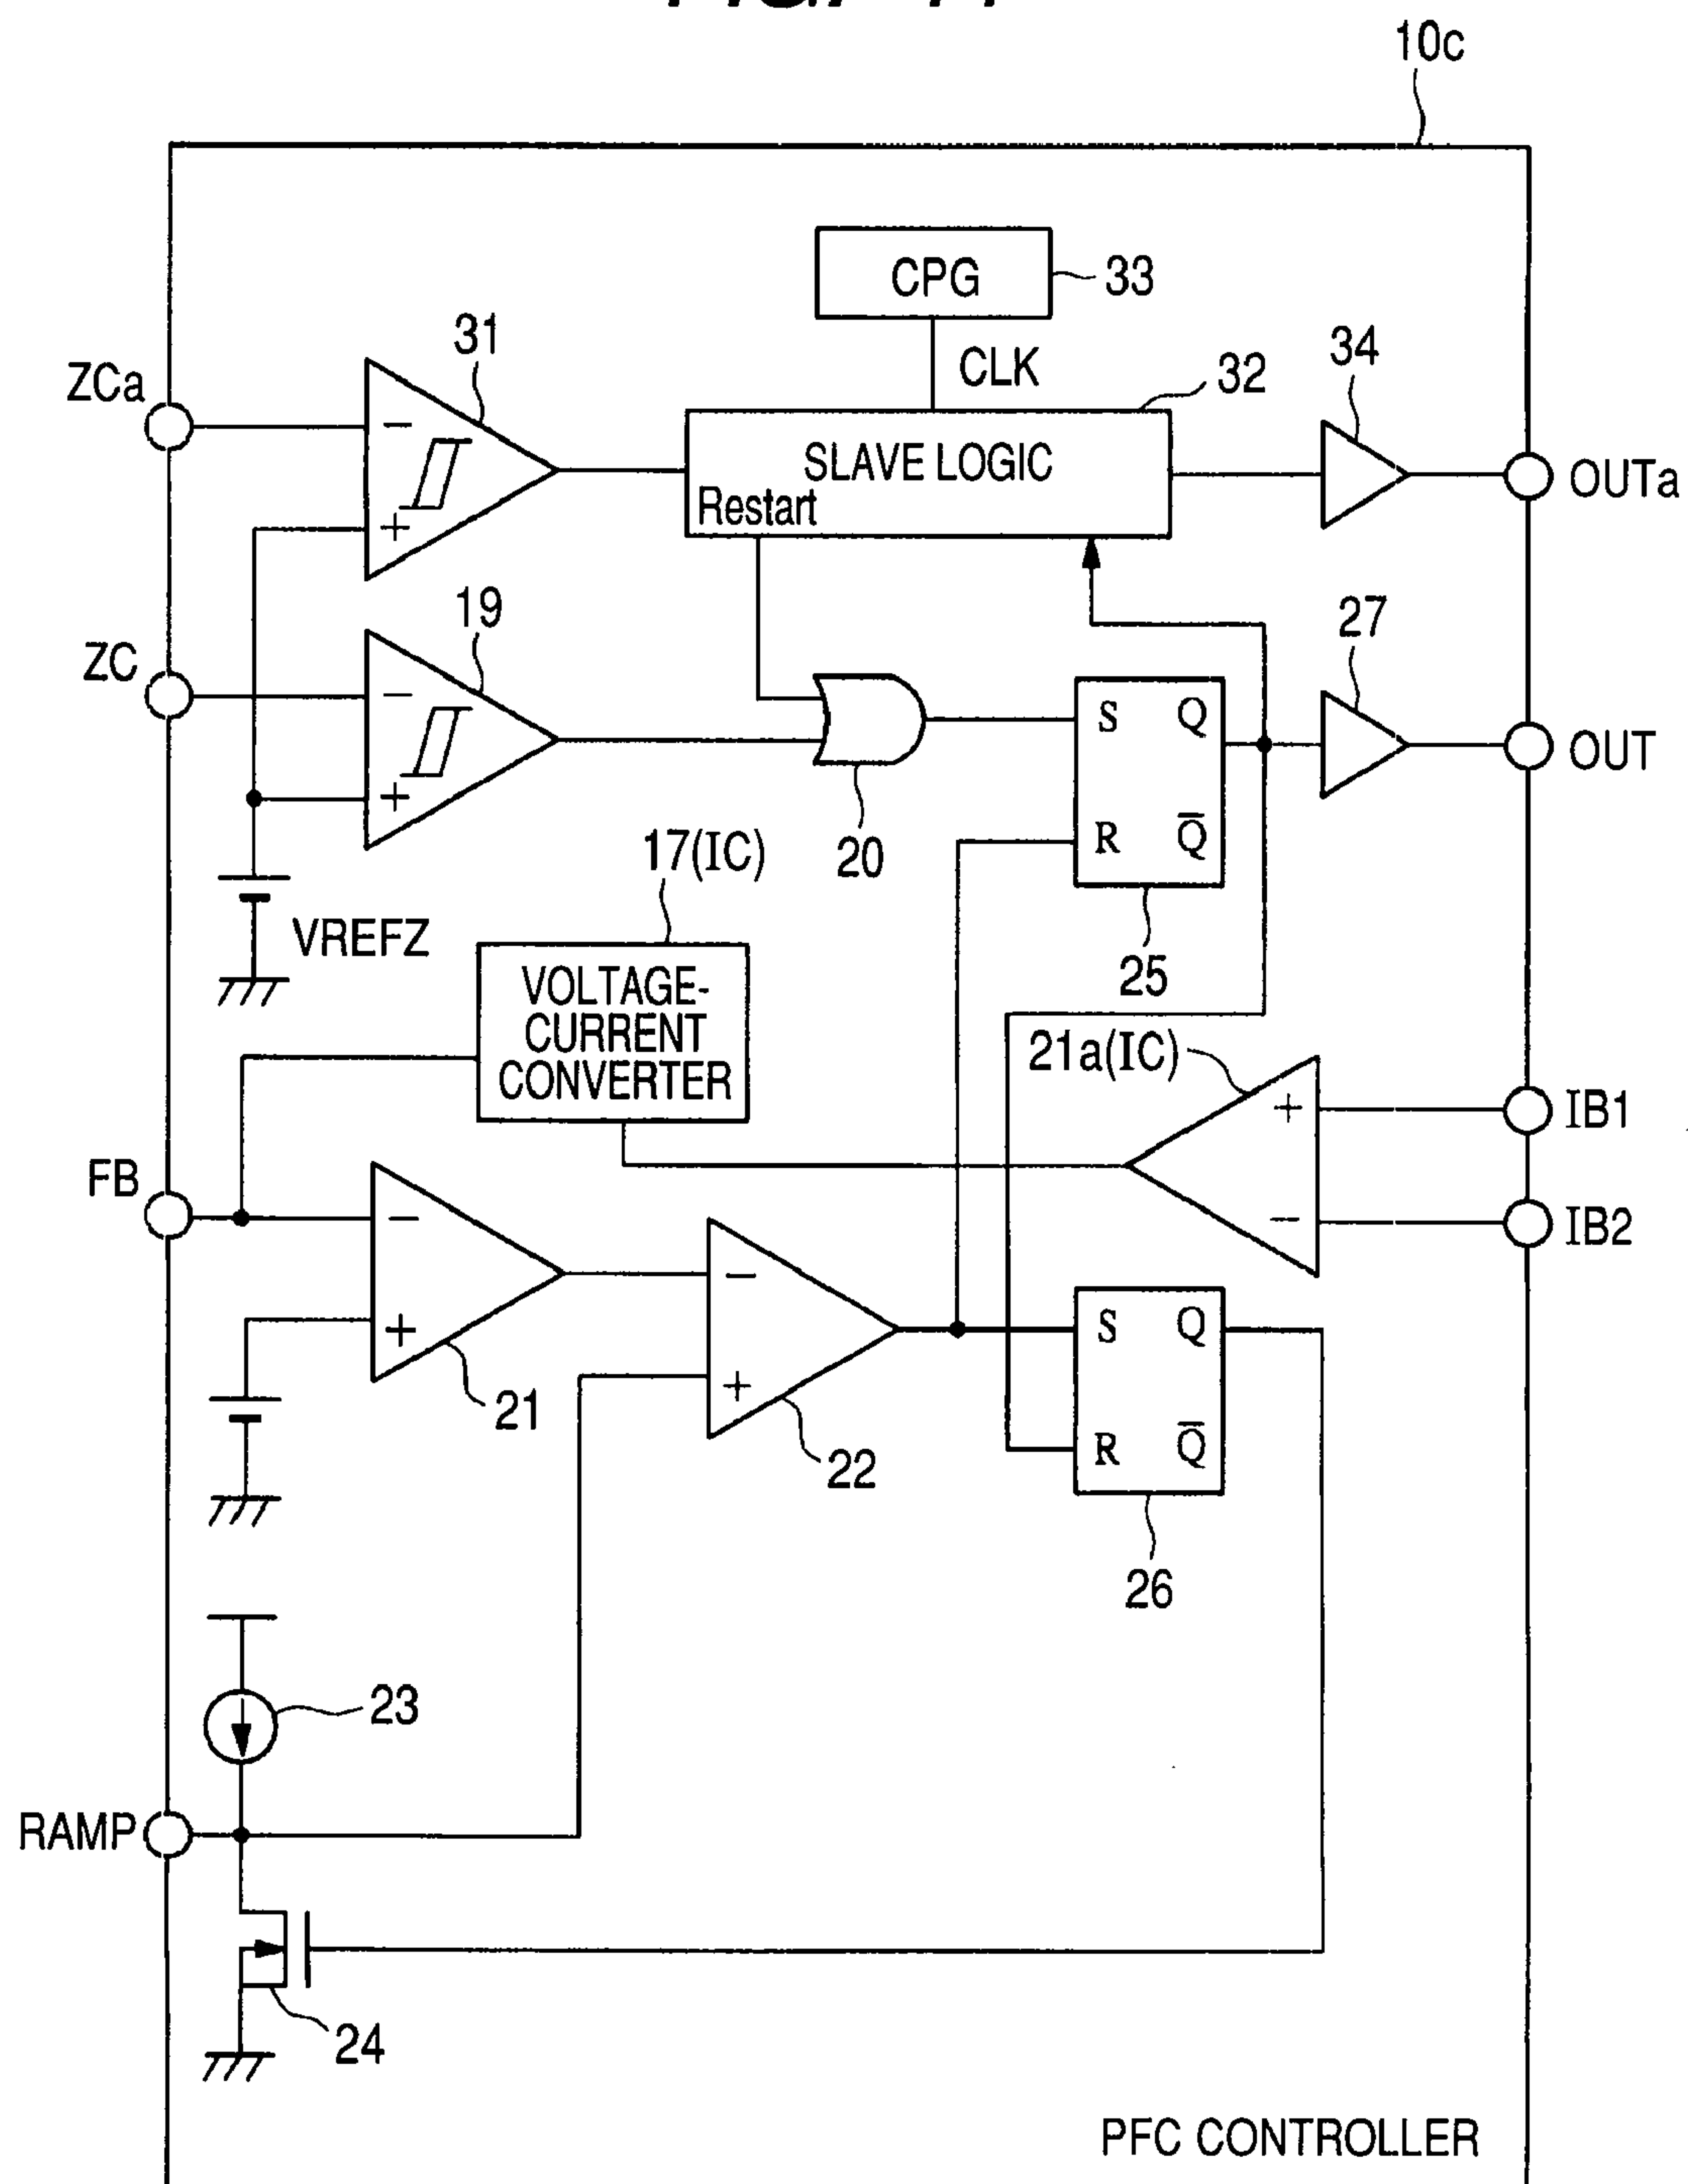 10c
CPG
33
31
34
ZCa
CLK
32
-
SLAVE LOGIC
OUTa
Restart
+
19
27
ZC
-
S Q
OUT
+
R Q̅
17(IC)
20
VREFZ
25
VOLTAGE-
CURRENT
CONVERTER
21a(IC)
+
IB1
FB
-
-
IB2
-
+
S Q
21
+
R Q̅
22
26
23
RAMP
24
PFC CONTROLLER